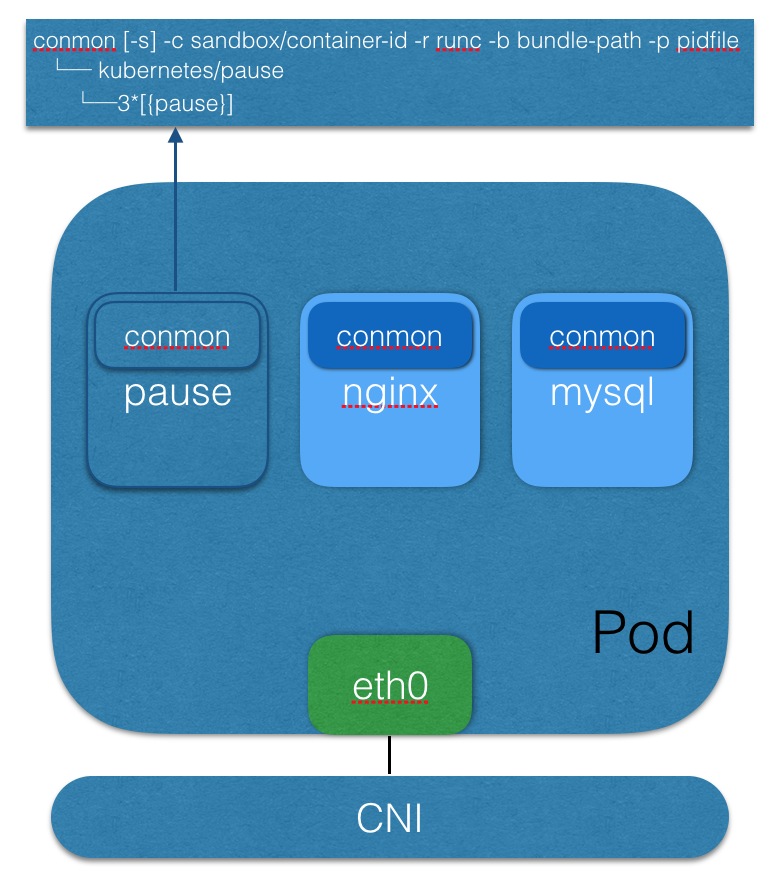 conmon [-s] -c sandbox/container-id -r runc -b bundle-path -p pidfile
└── kubernetes/pause
└──3*[{pause}]
conmon conmon conmon
pause nginx mysql
Pod
eth0
CNI